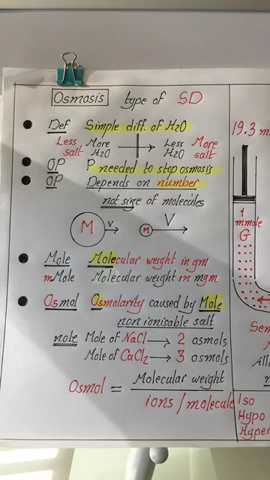 Osmosis type of SD
Def Simple diff. of H2O
Less salt More H2O → Less H2O More salt
OP P needed to stop osmosis
OP Depends on number
not size of molecules
M v M V
Mole Molecular weight in gm
mMole Molecular weight in mgm
Osmol Osmolarity caused by Mole
non ionisable salt
note Mole of NaCl → 2 osmols
Mole of CaCl2 → 3 osmols
Osmol = Molecular weight
ions/molecule
19.3 m
1 mmole
G
Sem
All
Iso
Hypo
Hyper